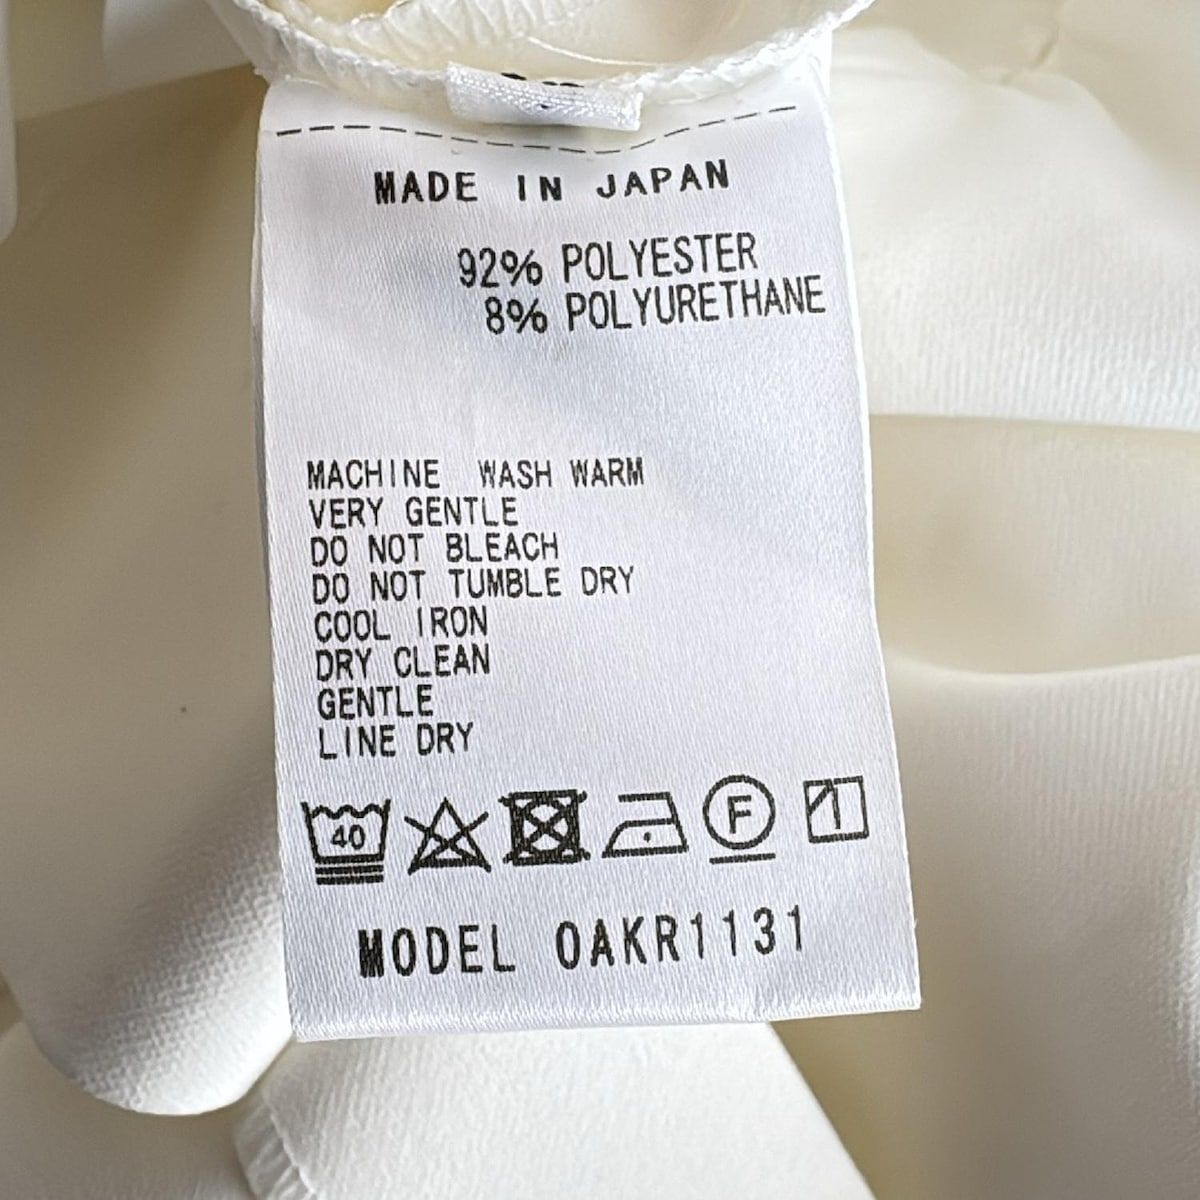 MADE IN JAPAN
92% POLYESTER
8% POLYURETHANE
MACHINE WASH WARM
VERY GENTLE
DO NOT BLEACH
DO NOT TUMBLE DRY
COOL IRON
DRY CLEAN
GENTLE
LINE DRY
40 F
MODEL OAKR1131